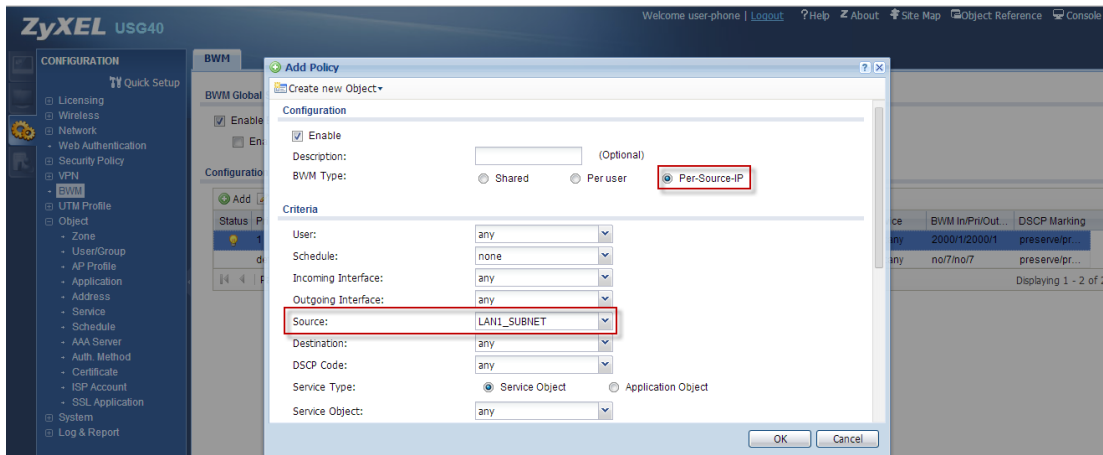 ZyXEL USG40
Welcome user-phone | Logout ?Help Z About Site Map Object Reference Console
CONFIGURATION
Quick Setup
Licensing
Wireless
Network
Web Authentication
Security Policy
VPN
BWM
UTM Profile
Object
Zone
User/Group
AP Profile
Application
Address
Service
Schedule
AAA Server
Auth. Method
Certificate
ISP Account
SSL Application
System
Log & Report
BWM
BWM Global
Enable
Configuratio
Add
Status
1
Add Policy
Create new Object
Configuration
Enable
Description: (Optional)
BWM Type: Shared Per user Per-Source-IP
Criteria
User: any
Schedule: none
Incoming Interface: any
Outgoing Interface: any
Source: LAN1_SUBNET
Destination: any
DSCP Code: any
Service Type: Service Object Application Object
Service Object: any
OK Cancel
ce BWM In/Pri/Out... DSCP Marking
any 2000/1/2000/1 preserve/pr...
any no/7/no/7 preserve/pr...
Displaying 1 - 2 of